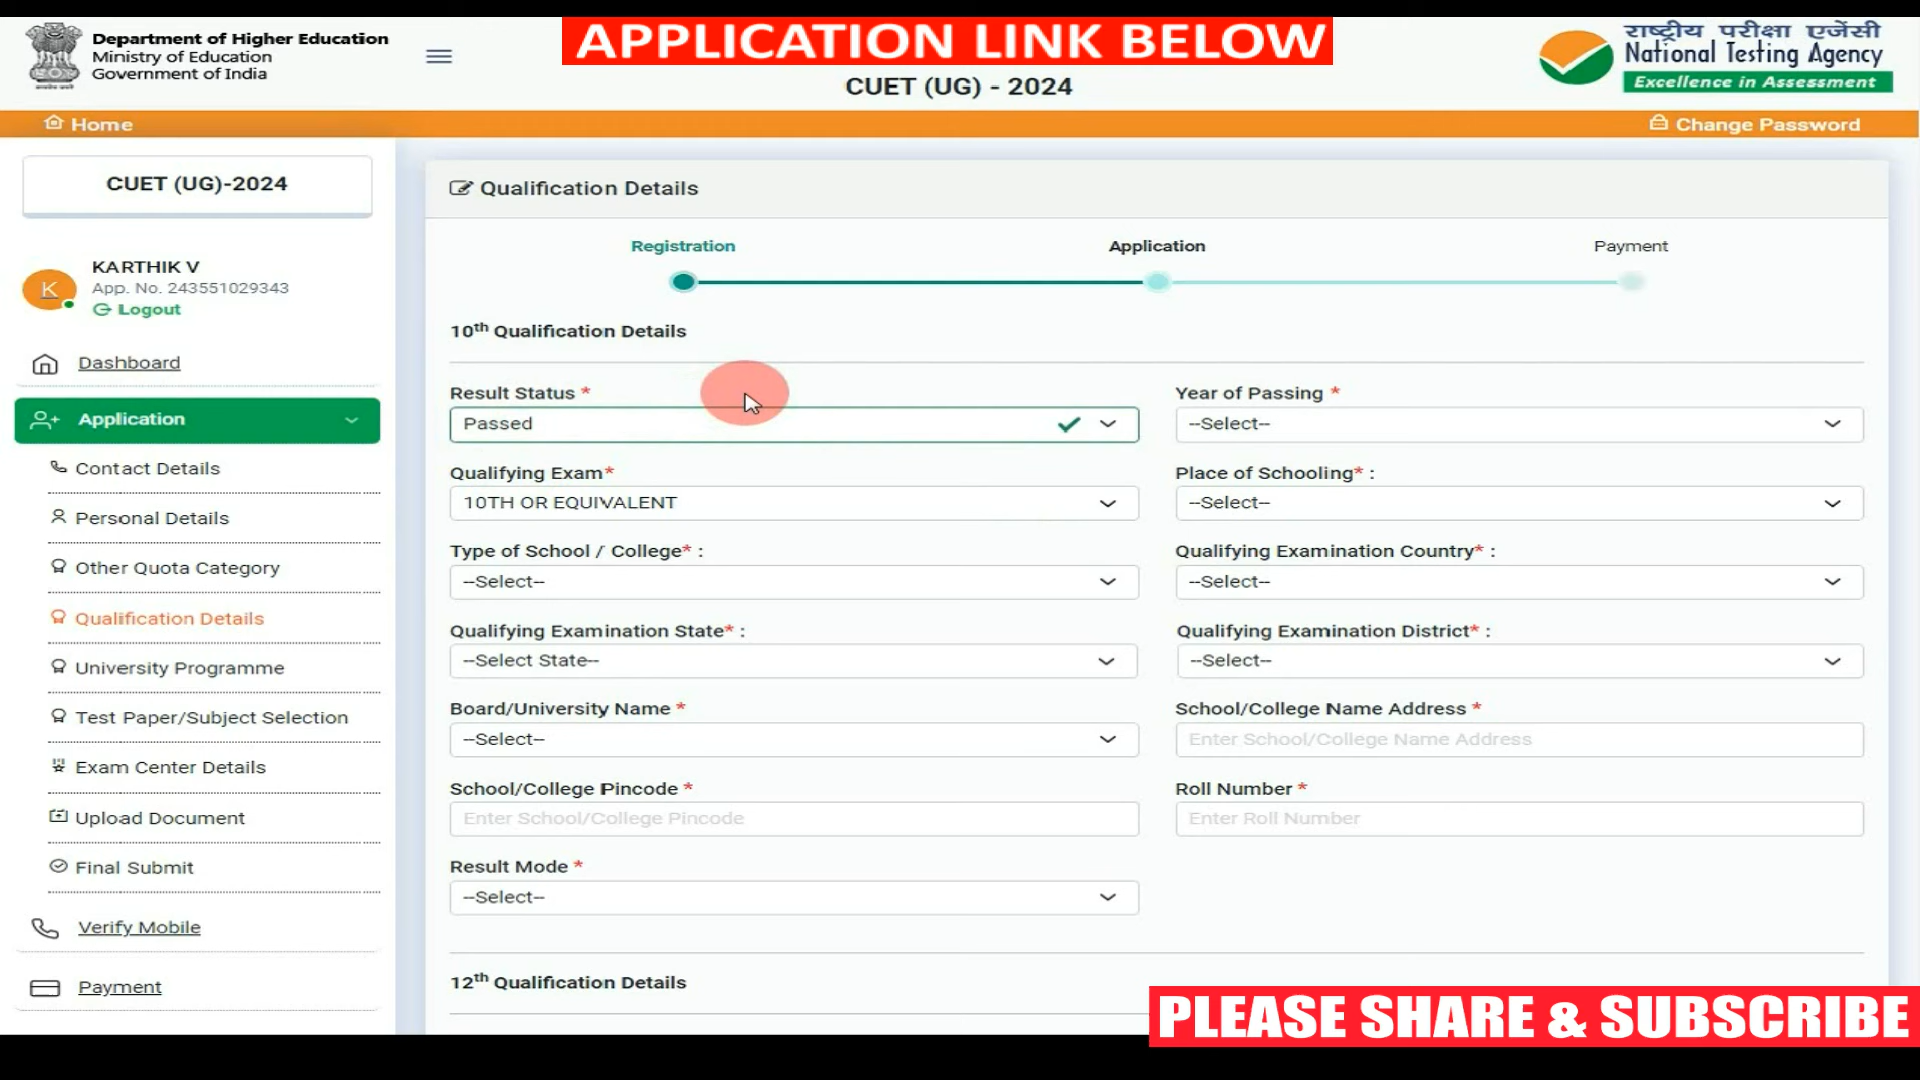 Department of Higher Education
Ministry of Education
Government of India
APPLICATION LINK BELOW
CUET (UG) - 2024
राष्ट्रीय परीक्षा एजेंसी
National Testing Agency
Excellence in Assessment
Home
Change Password
CUET (UG)-2024
KARTHIK V
K
App. No. 243551029343
Logout
Dashboard
Application
Contact Details
Personal Details
Other Quota Category
Qualification Details
University Programme
Test Paper/Subject Selection
Exam Center Details
Upload Document
Final Submit
Verify Mobile
Payment
Qualification Details
Registration
Application
Payment
10th Qualification Details
Result Status *
Passed
Year of Passing *
--Select--
Qualifying Exam*
10TH OR EQUIVALENT
Place of Schooling* :
--Select--
Type of School / College* :
--Select--
Qualifying Examination Country* :
--Select--
Qualifying Examination State* :
--Select State--
Qualifying Examination District* :
--Select--
Board/University Name *
--Select--
School/College Name Address *
Enter School/College Name Address
School/College Pincode *
Enter School/College Pincode
Roll Number *
Enter Roll Number
Result Mode *
--Select--
12th Qualification Details
PLEASE SHARE & SUBSCRIBE